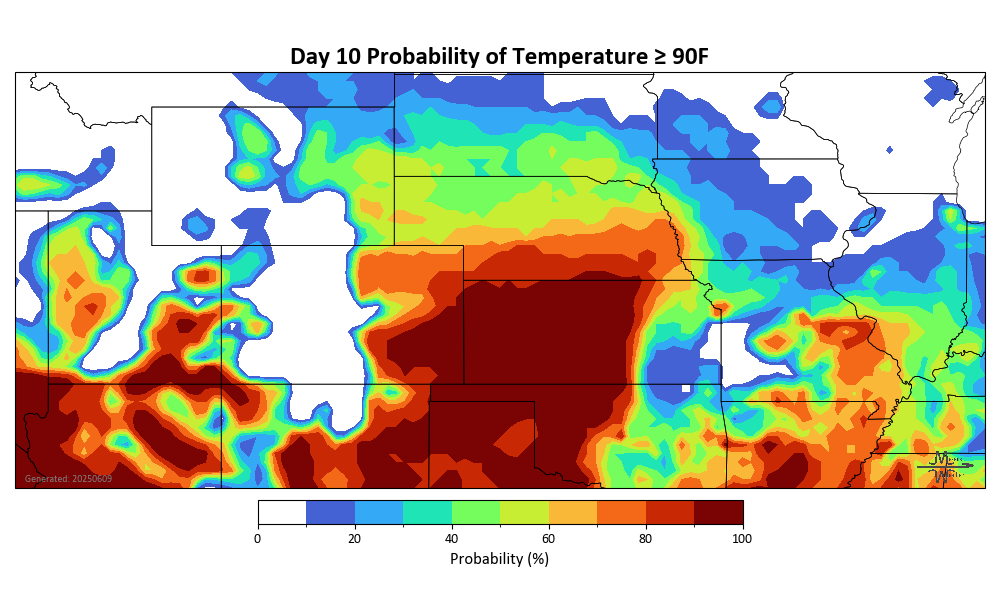 Day 10 Probability of Temperature ≥ 90F
Generated: 20250609
0 20 40 60 80 100
Probability (%)